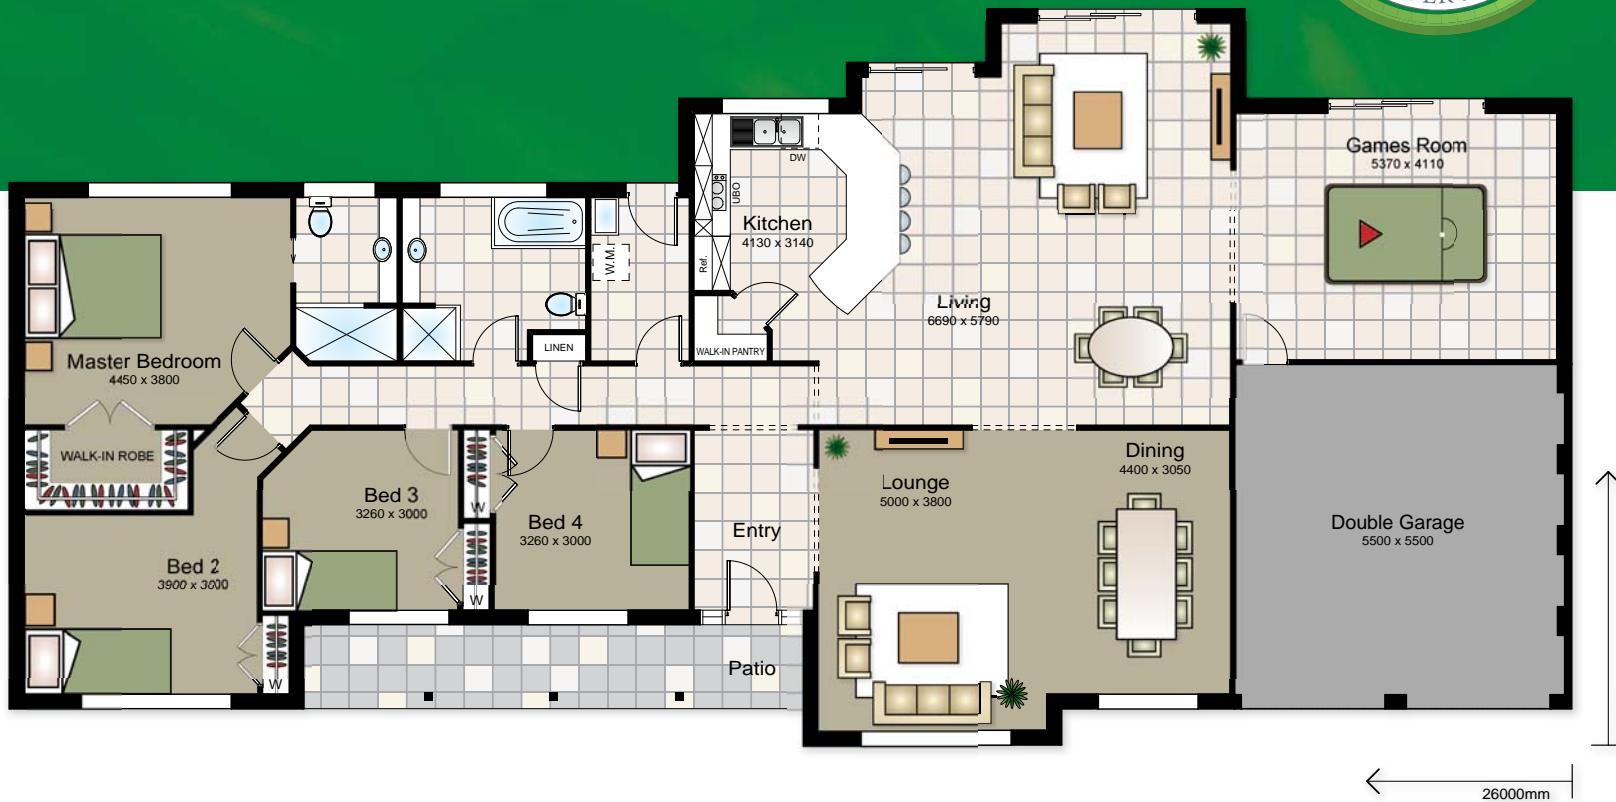 Games Room
5370 x 4110
DW
UBO
Kitchen
4130 x 3140
W.M.
Ref.
Living
6690 x 5790
LINEN
WALK-IN PANTRY
Master Bedroom
4450 x 3800
WALK-IN ROBE
Dining
4400 x 3050
Lounge
5000 x 3800
Bed 3
3260 x 3000
W
Bed 4
3260 x 3000
Entry
Double Garage
5500 x 5500
Bed 2
3900 x 3000
W
Patio
W
26000mm